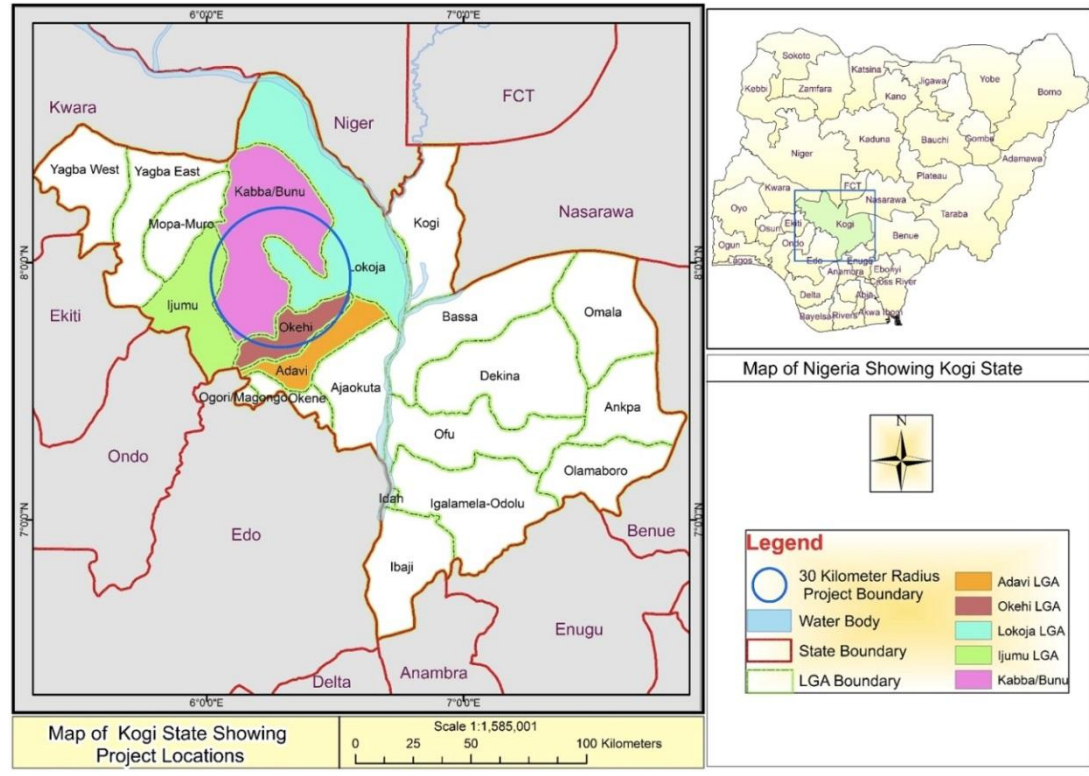 6°0'0"E
7°0'0"E
8°0'0"N
7°0'0"N
8°0'0"N
7°0'0"N
6°0'0"E
7°0'0"E
Kwara
Niger
FCT
Nasarawa
Ekiti
Ondo
Edo
Delta
Anambra
Enugu
Benue
Yagba West
Yagba East
Kabba/Bunu
Mopa-Muro
Kogi
Lokoja
Ijumu
Okehi
Adavi
Ogori/Magongo
Okene
Ajaokuta
Bassa
Omala
Dekina
Ankpa
Ofu
Olamaboro
Idah
Igalamela-Odolu
Ibaji
Map of Kogi State Showing
Project Locations
Scale 1:1,585,001
0 25 50 100 Kilometers
Sokoto
Katsina
Jigawa
Yobe
Borno
Kebbi
Zamfara
Kano
Kaduna
Bauchi
Gombe
Adamawa
Niger
Plateau
Kwara
FCT
Nasarawa
Taraba
Oyo
Ekiti
Kogi
Benue
Osun
Ondo
Ogun
Lagos
Edo
Enugu
Anamora
Ebonyi
Cross River
Delta
Abia
Bayelsa
Rivers
Akwa Ibom
Map of Nigeria Showing Kogi State
N
Legend
30 Kilometer Radius
Project Boundary
Water Body
State Boundary
LGA Boundary
Adavi LGA
Okehi LGA
Lokoja LGA
Ijumu LGA
Kabba/Bunu